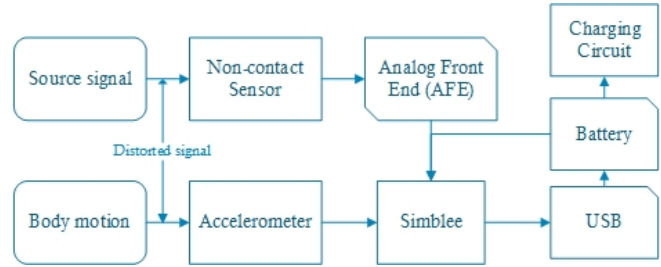 Charging
Circuit
Source signal
Non-contact
Sensor
Analog Front
End (AFE)
Battery
Distorted signal
Body motion
Accelerometer
Simblee
USB